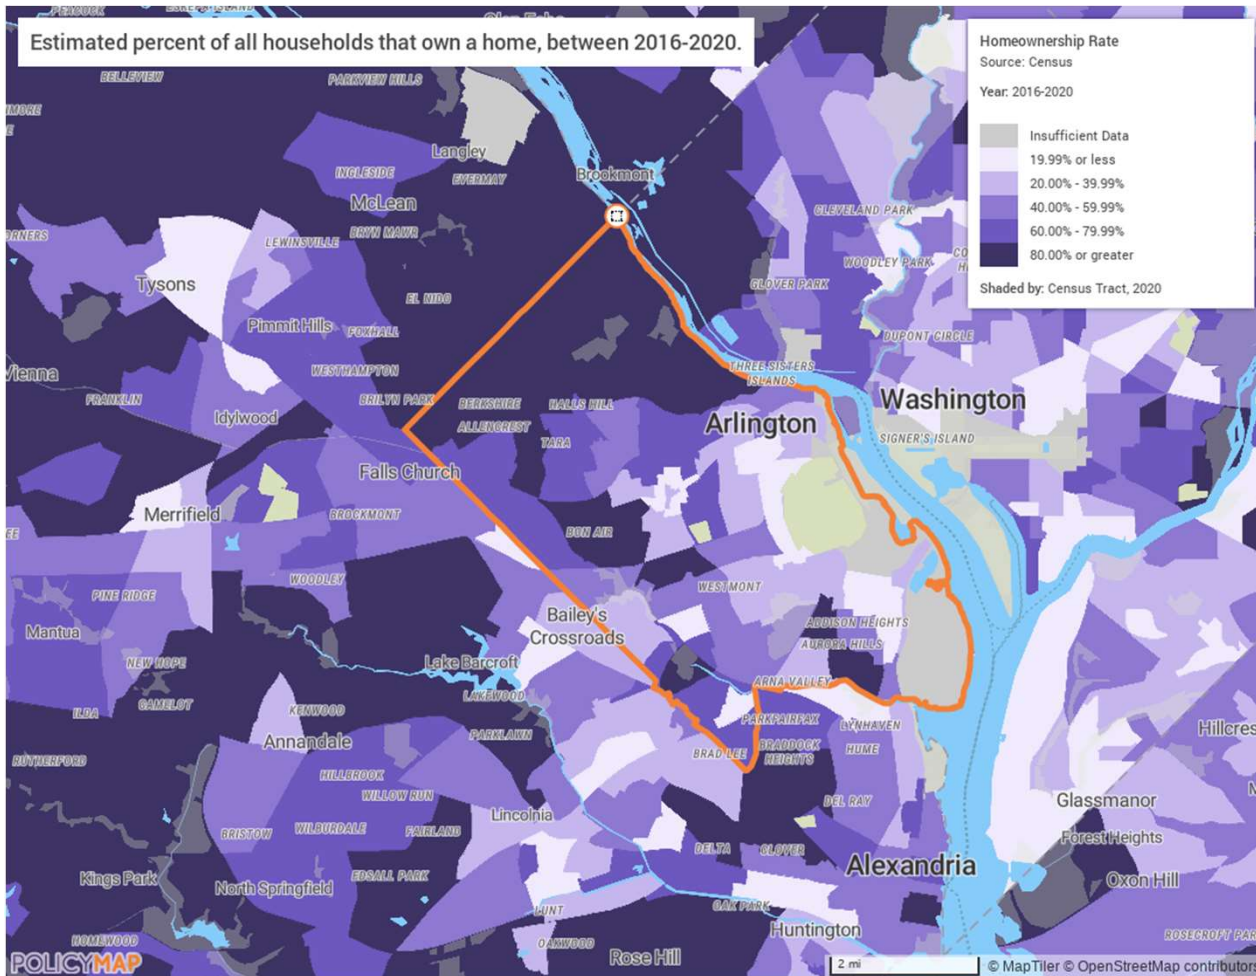 PEACOCK
Estimated percent of all households that own a home, between 2016-2020.
BELLEVIEW
PARKVIEW HILLS
Homeownership Rate
Source: Census
Year: 2016-2020
Insufficient Data
19.99% or less
20.00% - 39.99%
40.00% - 59.99%
60.00% - 79.99%
80.00% or greater
Shaded by: Census Tract, 2020
Langley
EVERMAY
INGLESIDE
Brookmont
McLean
BRYN MAWR
LEWINSVILLE
CLEVELAND PARK
WOODLEY PARK
Tysons
EL NIDO
GLOVER PARK
Pimmit Hills
FOXHALL
DUPONT CIRCLE
Vienna
WESTHAMPTON
THREE SISTERS
ISLANDS
FRANKLIN
BRILYN PARK
BERKSHIRE
HALLS HILL
Washington
Idylwood
ALLENCREST
Arlington
TARA
SIGNER'S ISLAND
Falls Church
Merrifield
BROCKMONT
BON AIR
WOODLEY
WESTMONT
PINE RIDGE
Bailey's
Crossroads
ADDISON HEIGHTS
AURORA HILLS
Mantua
NEW HOPE
Lake Barcroft
CAMELOT
LAKEWOOD
ARNA VALLEY
ILDA
KENWOOD
PARKFAIRFAX
LYNHAVEN
Annandale
PARKLAWN
BRADLEE
BRADDOCK
HEIGHTS
HUME
Hillcres
RUTHERFORD
HILLBROOK
WILLOW RUN
DEL RAY
Glassmanor
Lincolnia
BRISTOW
WILBURDALE
FAIRLAND
Forest Heights
DELTA
CLOVER
Alexandria
Kings Park
North Springfield
EDSALL PARK
Oxon Hill
LUNT
OAK PARK
Huntington
HOMEWOOD
OAKWOOD
ROSECROFT PAR
Rose Hill
POLICYMAP
2 mi
© MapTiler © OpenStreetMap contributors